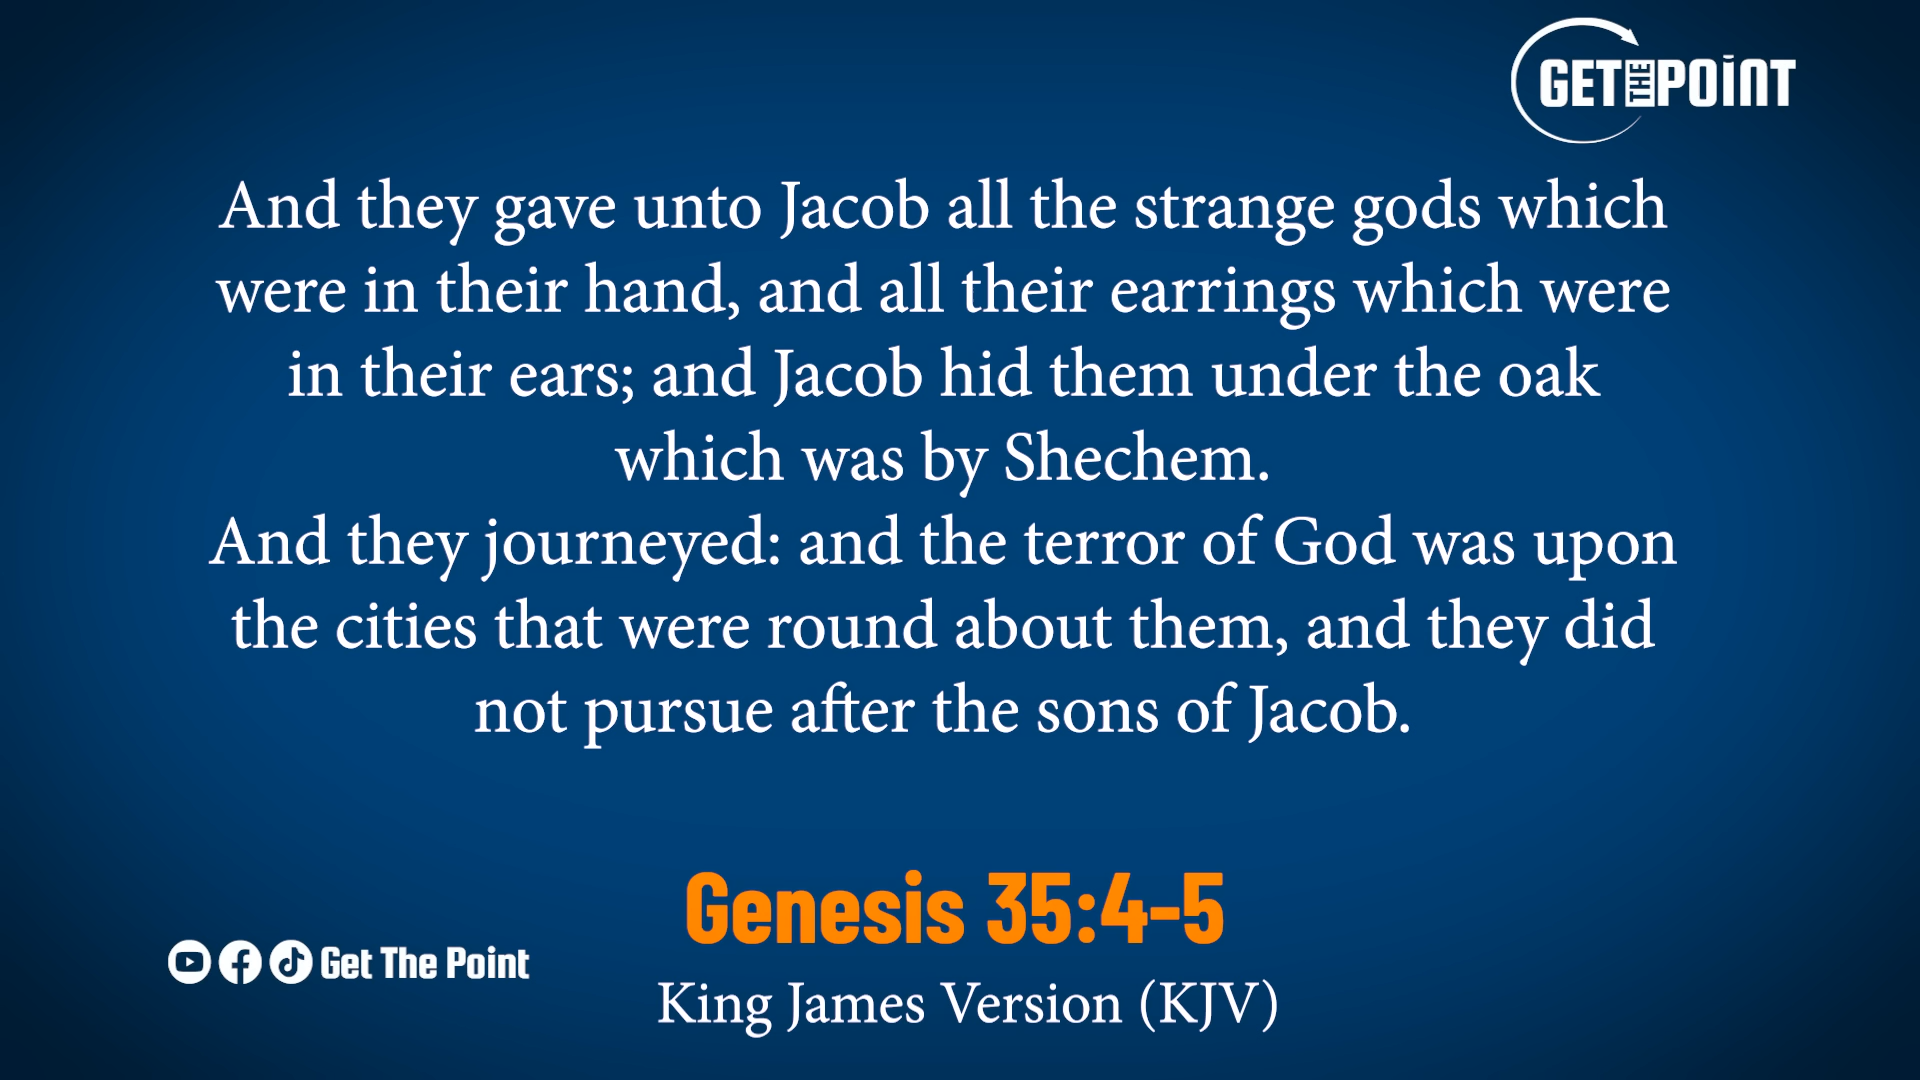 GET THE POINT
And they gave unto Jacob all the strange gods which
were in their hand, and all their earrings which were
in their ears; and Jacob hid them under the oak
which was by Shechem.
And they journeyed: and the terror of God was upon
the cities that were round about them, and they did
not pursue after the sons of Jacob.
Genesis 35:4-5
Get The Point
King James Version (KJV)